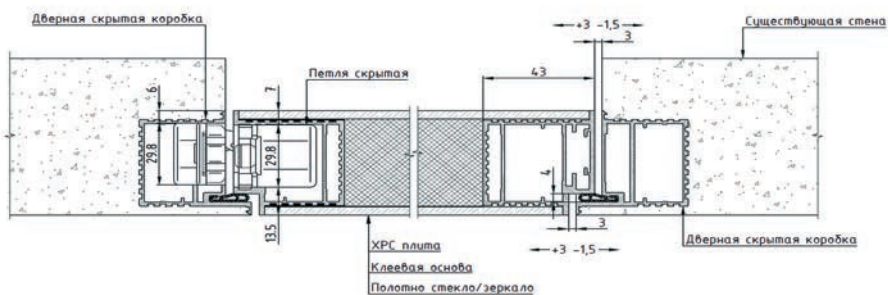 Дверная скрытая коробка
+3 -1,5
Существующая стена
3
Петля скрытая
43
6
7
29.8
29.8
4
13.5
3
ХРС плита
+3 -1,5
Дверная скрытая коробка
Клеевая основа
Полотно стекло/зеркало